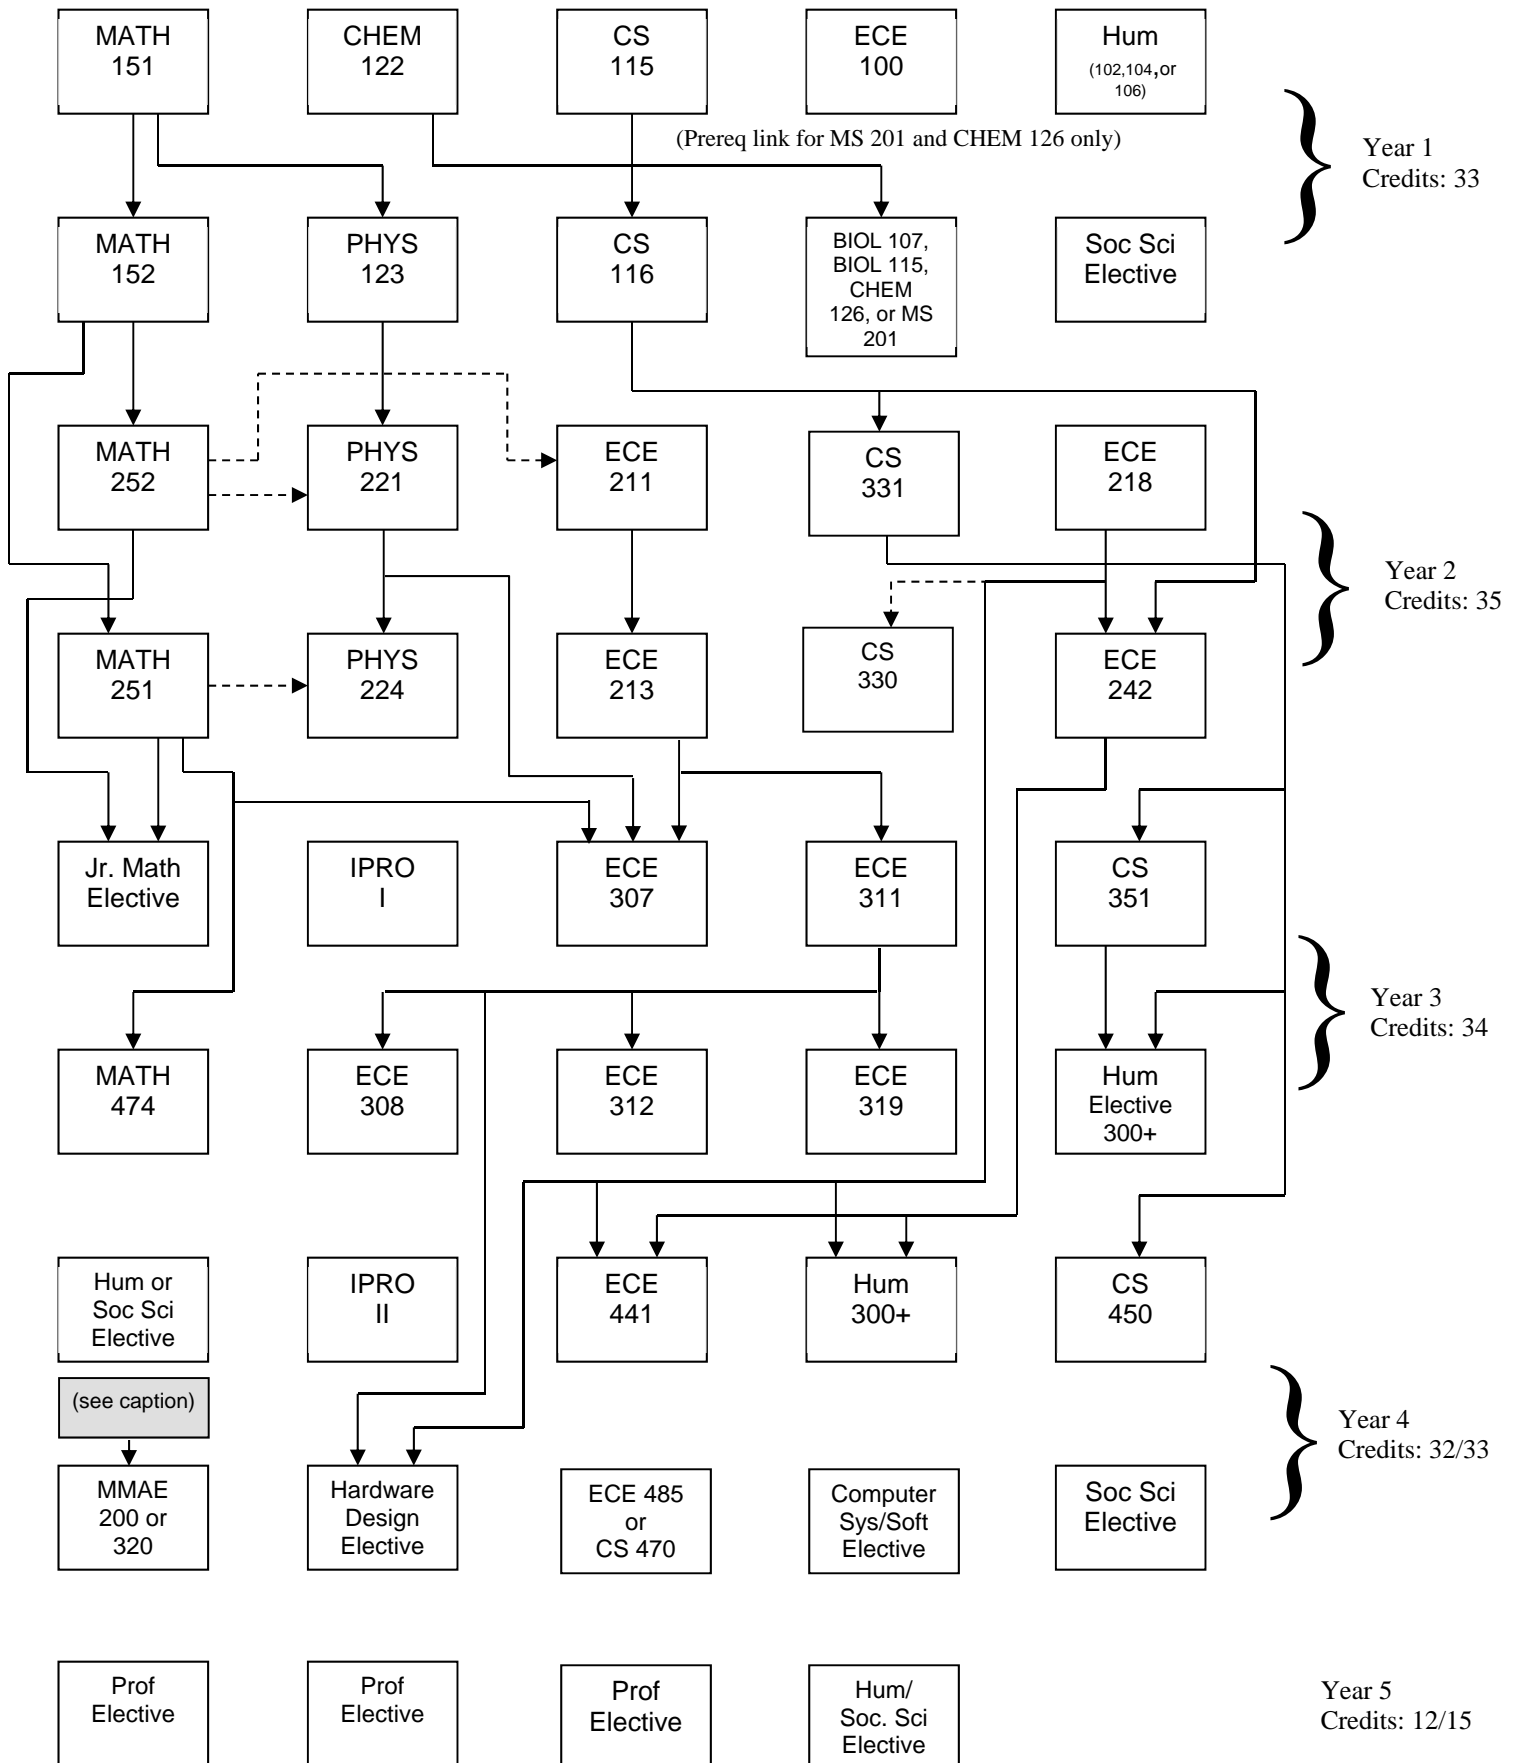 MATH
151
CHEM
122
CS
115
ECE
100
Hum
(102,104,or
106)
(Prereq link for MS 201 and CHEM 126 only)
Year 1
Credits: 33
MATH
152
PHYS
123
CS
116
BIOL 107,
BIOL 115,
CHEM
126, or MS
201
Soc Sci
Elective
MATH
252
PHYS
221
ECE
211
CS
331
ECE
218
Year 2
Credits: 35
MATH
251
PHYS
224
ECE
213
CS
330
ECE
242
Jr. Math
Elective
IPRO
I
ECE
307
ECE
311
CS
351
Year 3
Credits: 34
MATH
474
ECE
308
ECE
312
ECE
319
Hum
Elective
300+
Hum or
Soc Sci
Elective
IPRO
II
ECE
441
Hum
300+
CS
450
(see caption)
Year 4
Credits: 32/33
MMAE
200 or
320
Hardware
Design
Elective
ECE 485
or
CS 470
Computer
Sys/Soft
Elective
Soc Sci
Elective
Prof
Elective
Prof
Elective
Prof
Elective
Hum/
Soc. Sci
Elective
Year 5
Credits: 12/15